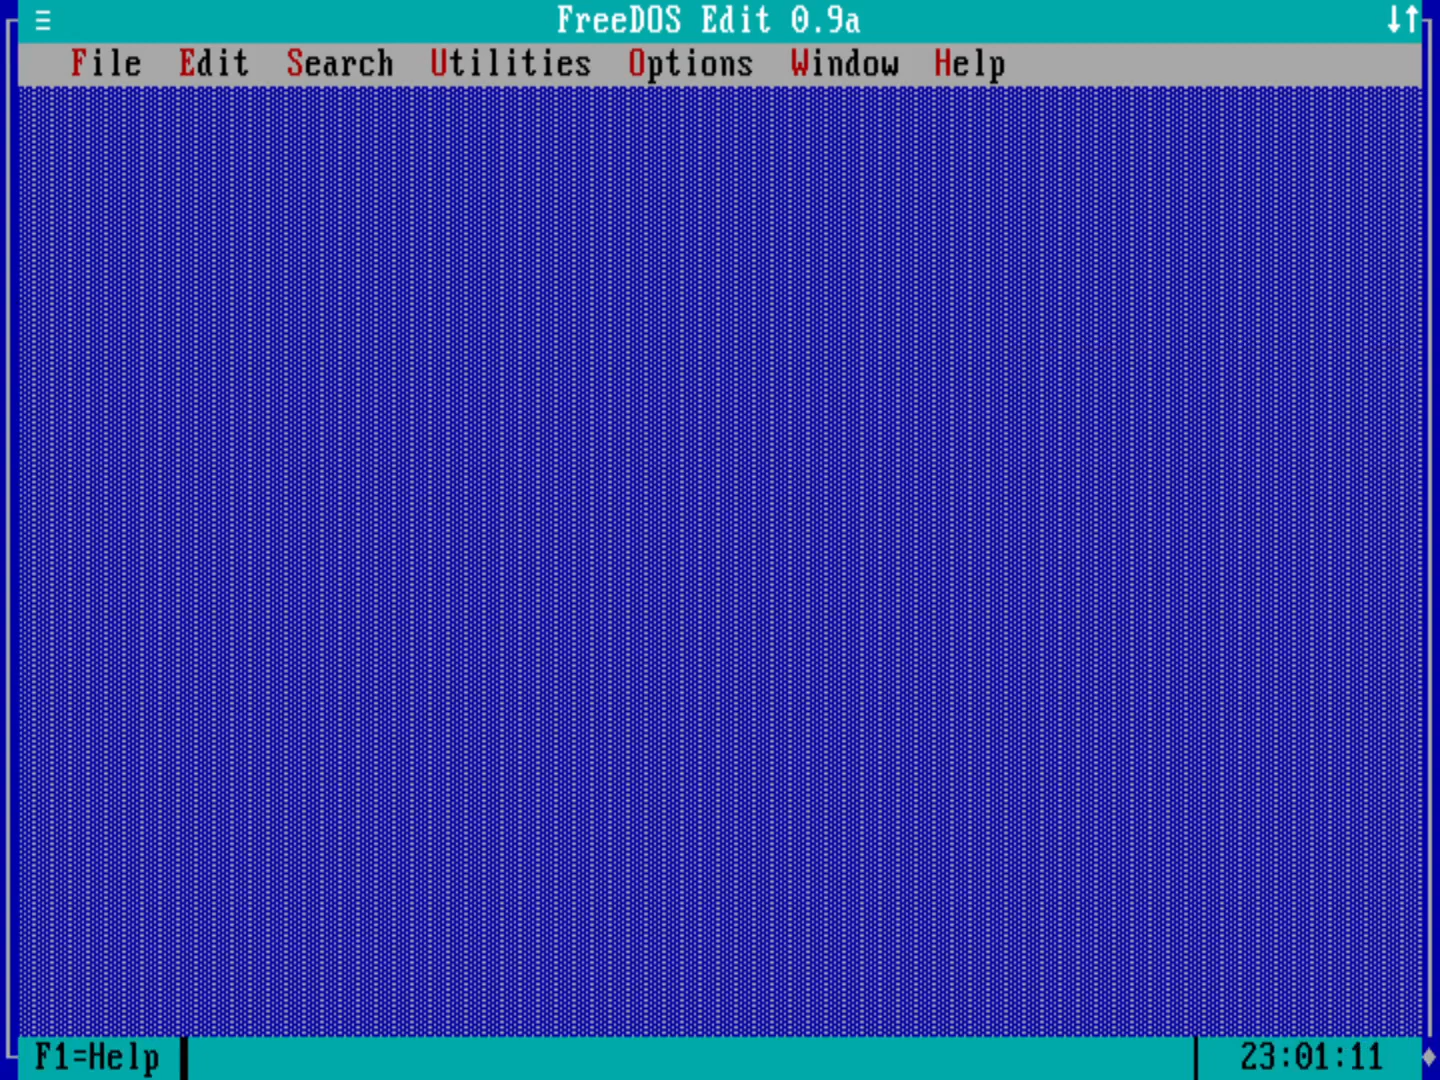 FreeDOS Edit 0.9a
File Edit Search Utilities Options Window Help
F1=Help 23:01:11